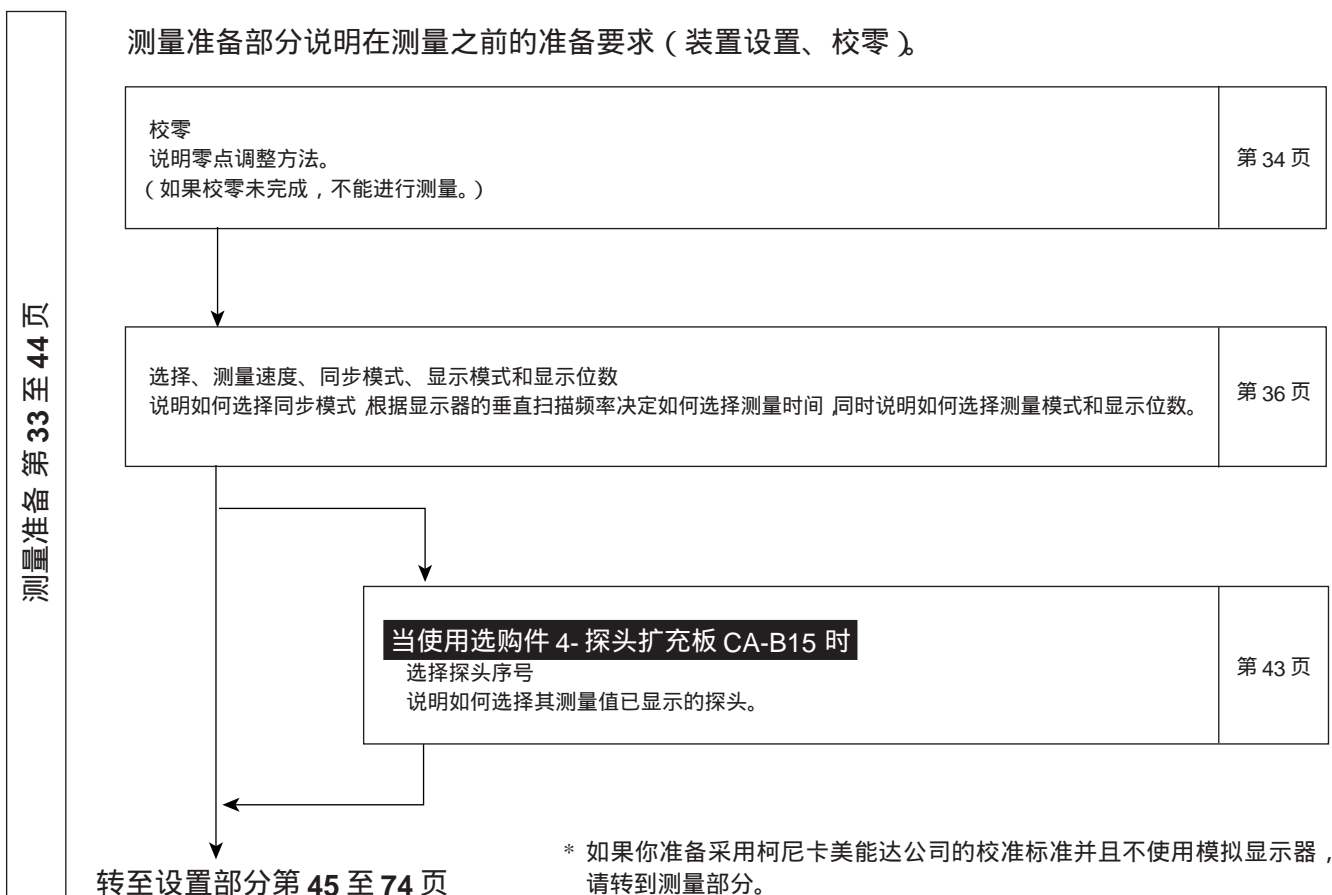 测量准备部分说明在测量之前的准备要求（装置设置、校零）。
校零
说明零点调整方法。
（如果校零未完成，不能进行测量。）
第 34 页
测量准备 第 33 至 44 页
选择、测量速度、同步模式、显示模式和显示位数
说明如何选择同步模式，根据显示器的垂直扫描频率决定如何选择测量时间，同时说明如何选择测量模式和显示位数。
第 36 页
当使用选购件 4- 探头扩充板 CA-B15 时
选择探头序号
说明如何选择其测量值已显示的探头。
第 43 页
转至设置部分第 45 至 74 页
* 如果你准备采用柯尼卡美能达公司的校准标准并且不使用模拟显示器，
请转到测量部分。